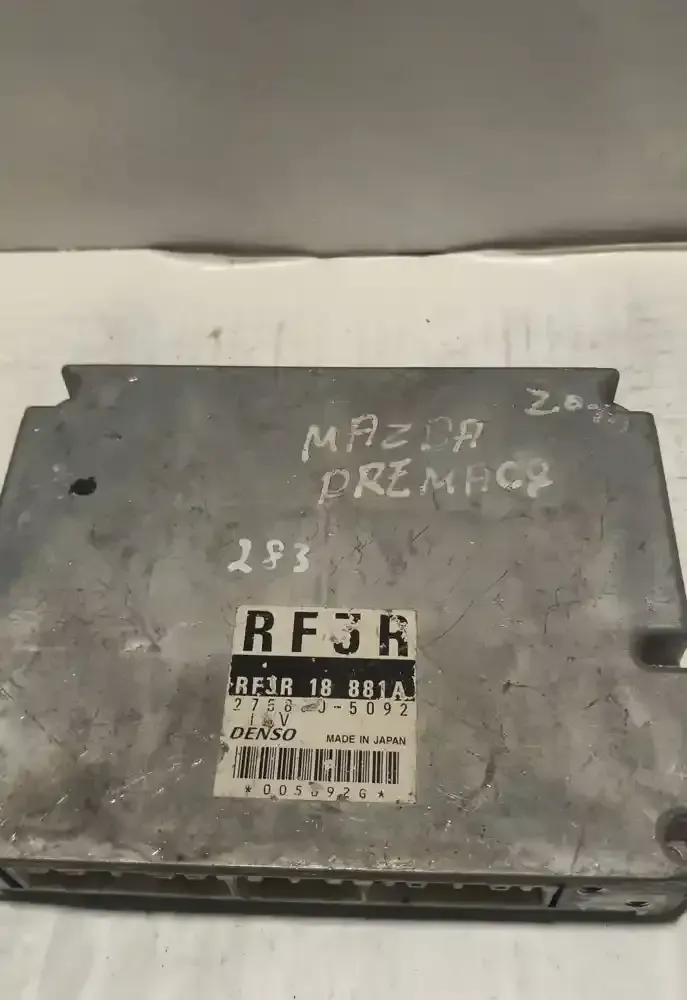 MAZDA
PREMACY
283
RF3R
RF3R 18 881A
DENSO MADE IN JAPAN